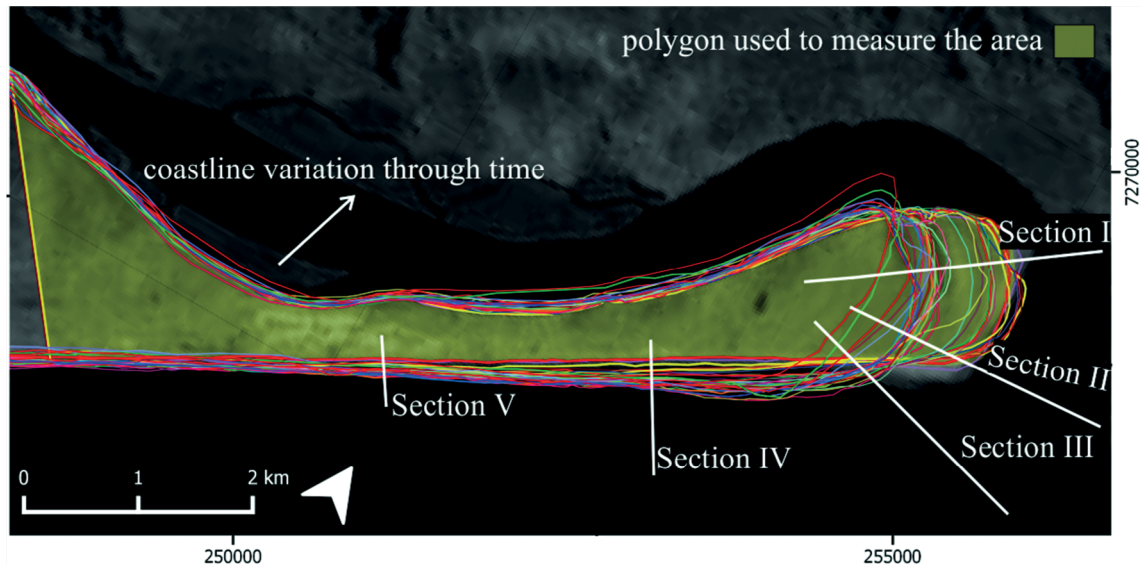 polygon used to measure the area
coastline variation through time
7270000
Section I
Section II
Section V
Section III
Section IV
0 1 2 km
250000 255000